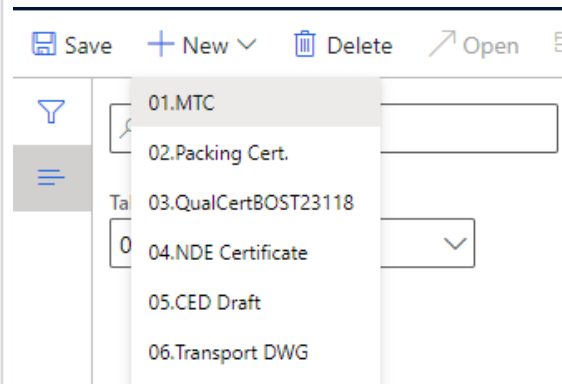 Save
New
Delete
Open
01.MTC
02.Packing Cert.
03.QualCertBOST23118
04.NDE Certificate
05.CED Draft
06.Transport DWG